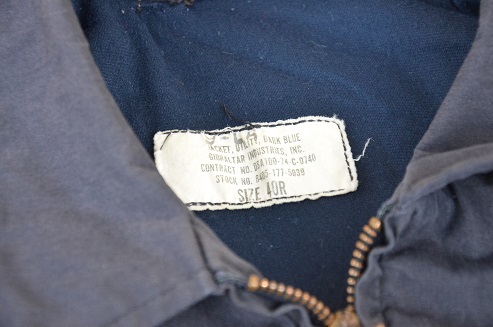 JACKET, UTILITY, DARK BLUE
GIBRALTAR INDUSTRIES, INC.
CONTRACT NO. DSA100-74-C-0740
STOCK NO. 8405-177-5039
SIZE 40R